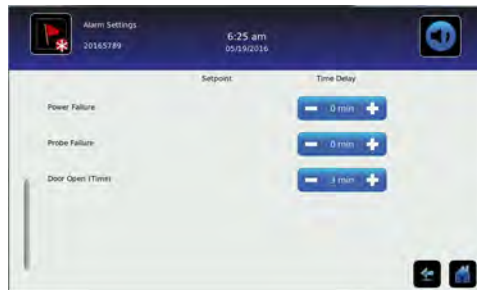 Alarm Settings
20165789
6:25 am
05/19/2016
Setpoint
Time Delay
Power Failure
0 min
Probe Failure
0 min
Door Open (Time)
3 min